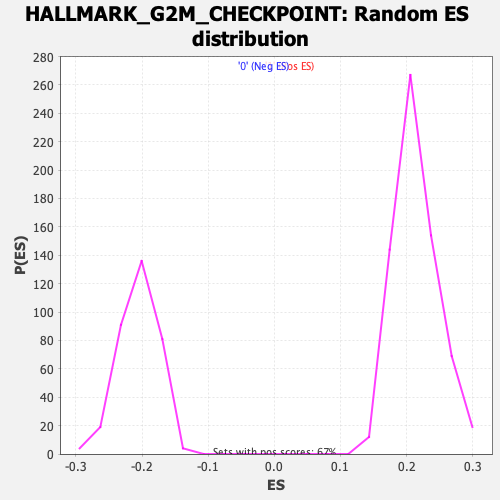 HALLMARK_G2M_CHECKPOINT: Random ES
distribution
280
260
240
220
200
180
160
140
120
100
80
60
40
20
0
P(ES)
'0' (Neg ES)os ES)
Sets with pos scores: 67%
-0.3 -0.2 -0.1 0.0 0.1 0.2 0.3
ES